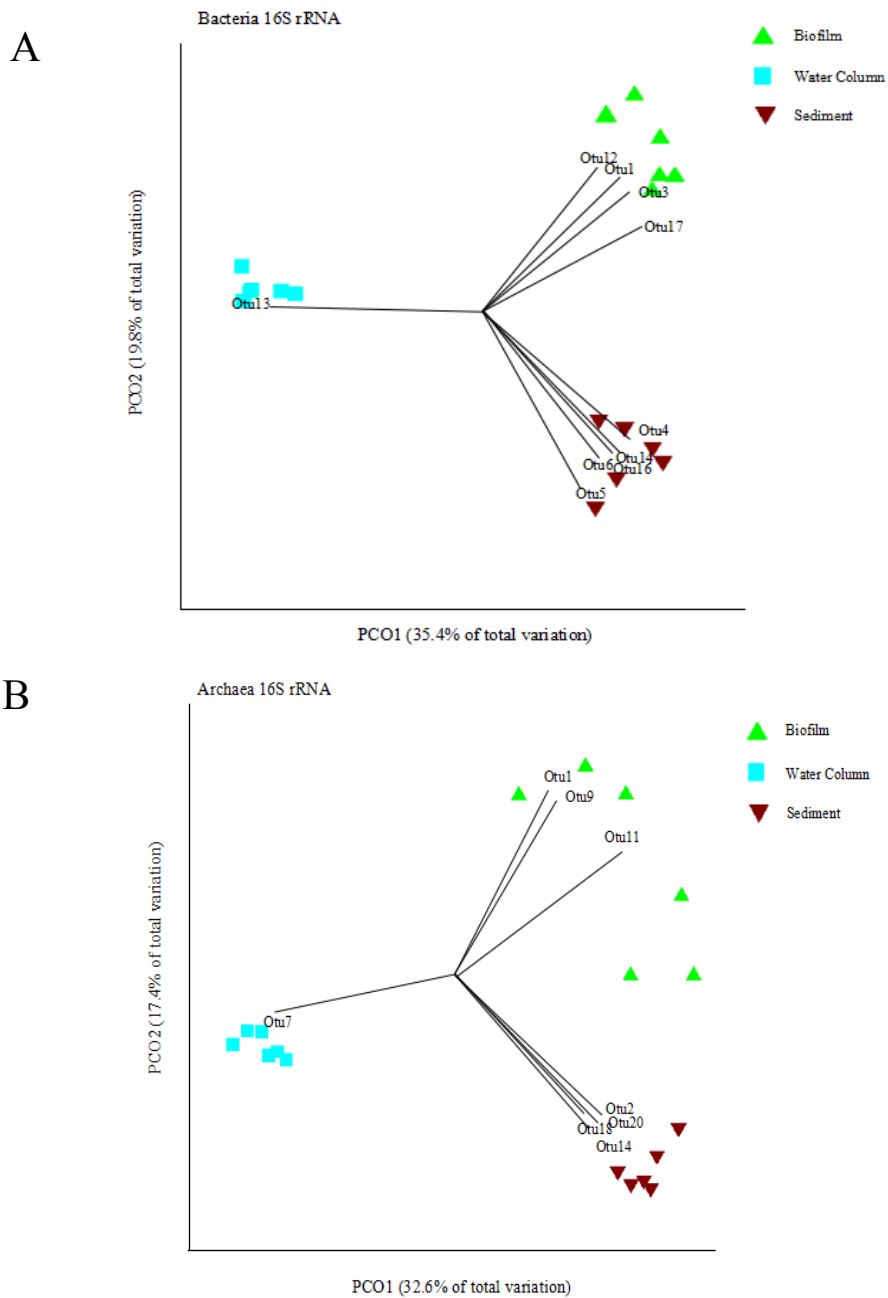 A
Bacteria 16S rRNA
Biofilm
Water Column
Sediment
Otu12
Otu1
Otu3
Otu17
Otu13
Otu4
Otu14
Otu6
Otu16
Otu5
PCO2 (19.8% of total variation)
PCO1 (35.4% of total variation)
B
Archaea 16S rRNA
Biofilm
Water Column
Sediment
Otu1
Otu9
Otu11
Otu7
Otu2
Otu20
Otu18
Otu14
PCO2 (17.4% of total variation)
PCO1 (32.6% of total variation)